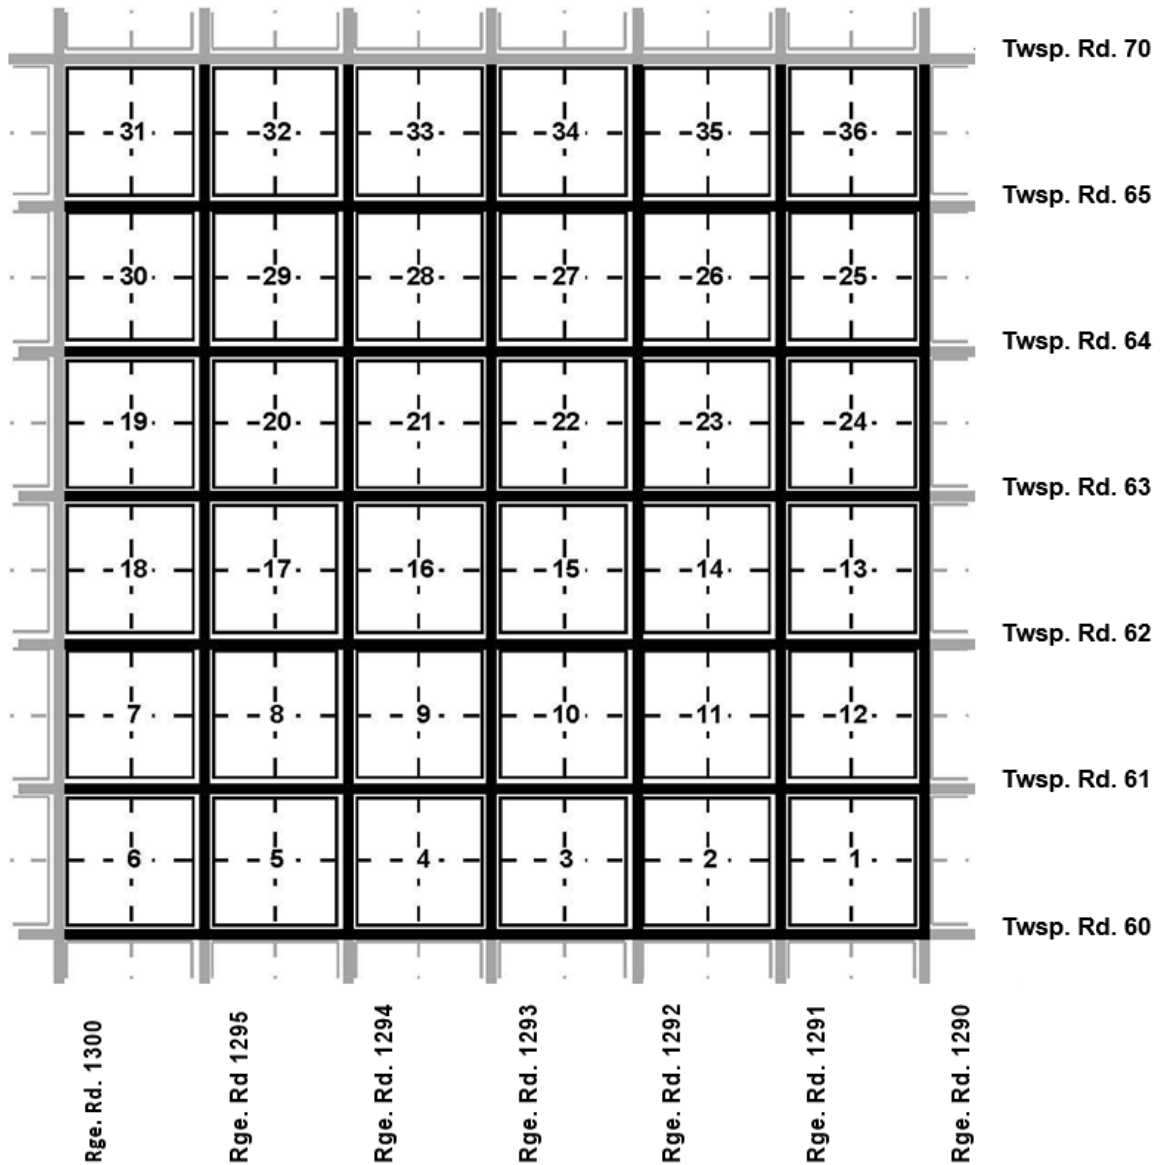 Twsp. Rd. 70
31 32 33 34 35 36
Twsp. Rd. 65
30 29 28 27 26 25
Twsp. Rd. 64
19 20 21 22 23 24
Twsp. Rd. 63
18 17 16 15 14 13
Twsp. Rd. 62
7 8 9 10 11 12
Twsp. Rd. 61
6 5 4 3 2 1
Twsp. Rd. 60
Rge. Rd. 1300
Rge. Rd 1295
Rge. Rd. 1294
Rge. Rd. 1293
Rge. Rd. 1292
Rge. Rd. 1291
Rge. Rd. 1290